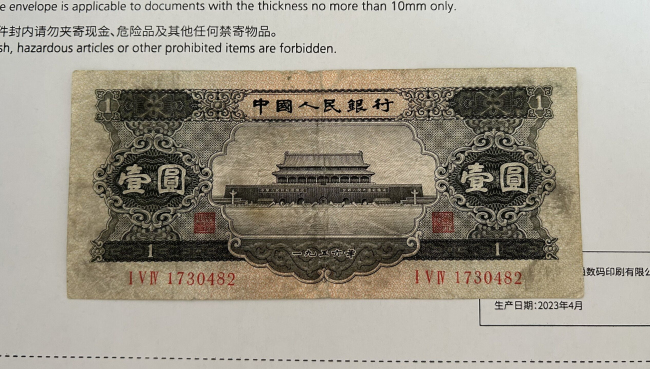 e envelope is applicable to documents with the thickness no more than 10mm only.
件封内请勿夹寄现金、危险品及其他任何禁寄物品。
sh, hazardous articles or other prohibited items are forbidden.
1 中國人民銀行 1
壹圓 壹圓
1 一九五六年 1
I V IV 1730482 I V IV 1730482
数码印刷有限公
生产日期:2023年4月